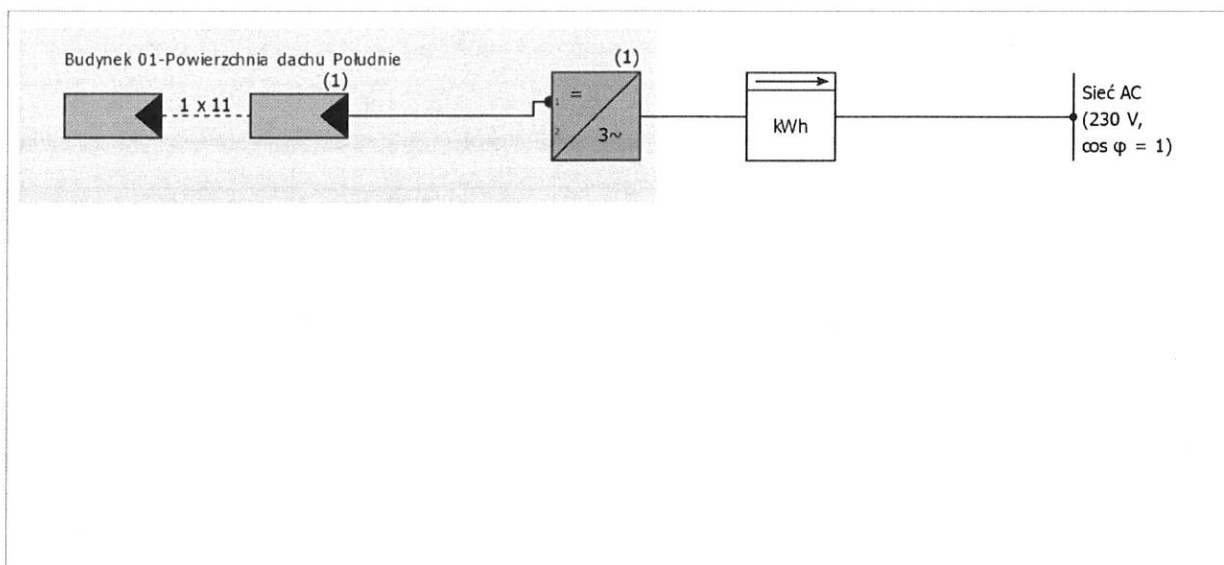 Budynek 01-Powierzchnia dachu Południe
(1)
1 x 11
(1)
1
=
2
3~
kWh
Sieć AC
(230 V,
cos φ = 1)